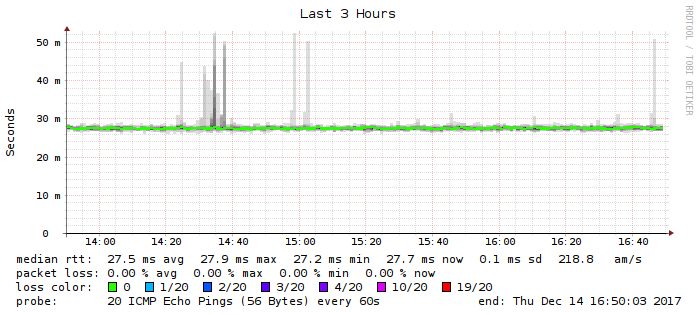 Last 3 Hours
RRDTOOL / TOBI OETIKER
Seconds
50 m
40 m
30 m
20 m
10 m
0
14:00 14:20 14:40 15:00 15:20 15:40 16:00 16:20 16:40
median rtt: 27.5 ms avg 27.9 ms max 27.2 ms min 27.7 ms now 0.1 ms sd 218.8 am/s
packet loss: 0.00 % avg 0.00 % max 0.00 % min 0.00 % now
loss color: 0 1/20 2/20 3/20 4/20 10/20 19/20
probe: 20 ICMP Echo Pings (56 Bytes) every 60s end: Thu Dec 14 16:50:03 2017